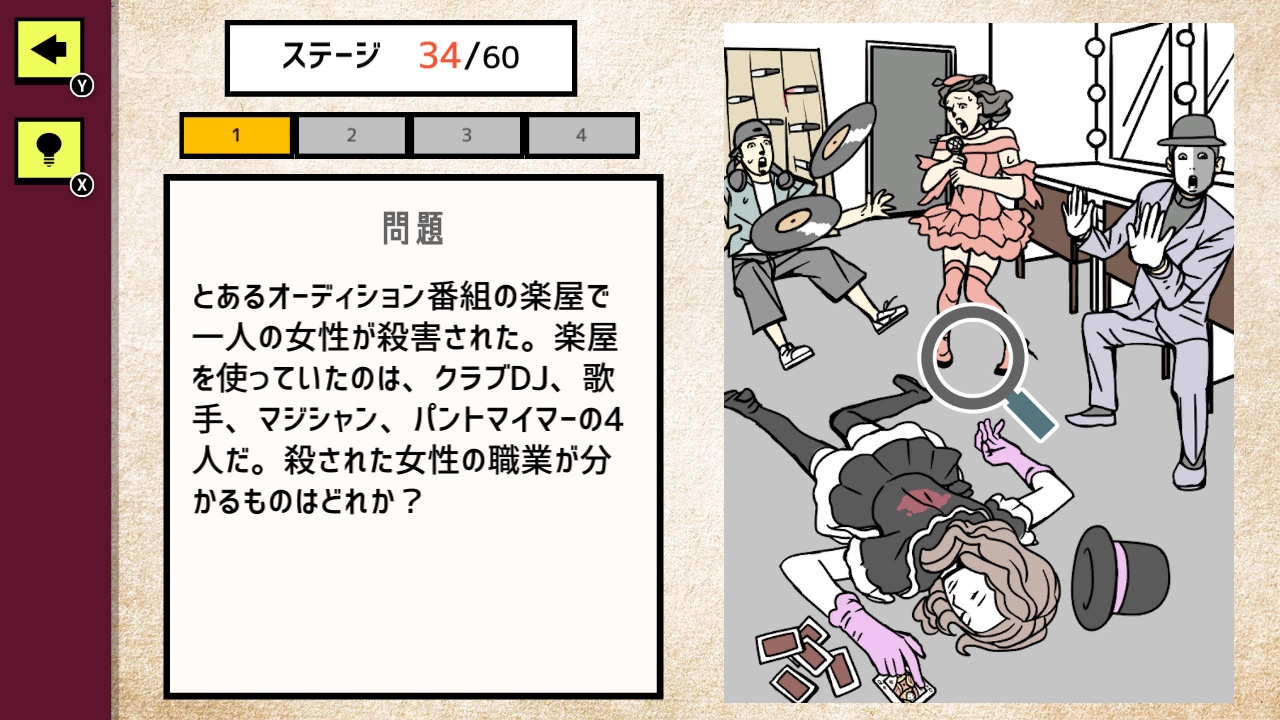 Y
X
ステージ 34/60
1 2 3 4
問題
とあるオーディション番組の楽屋で
一人の女性が殺害された。楽屋
を使っていたのは、クラブDJ、歌
手、マジシャン、パントマイマーの4
人だ。殺された女性の職業が分
かるものはどれか？